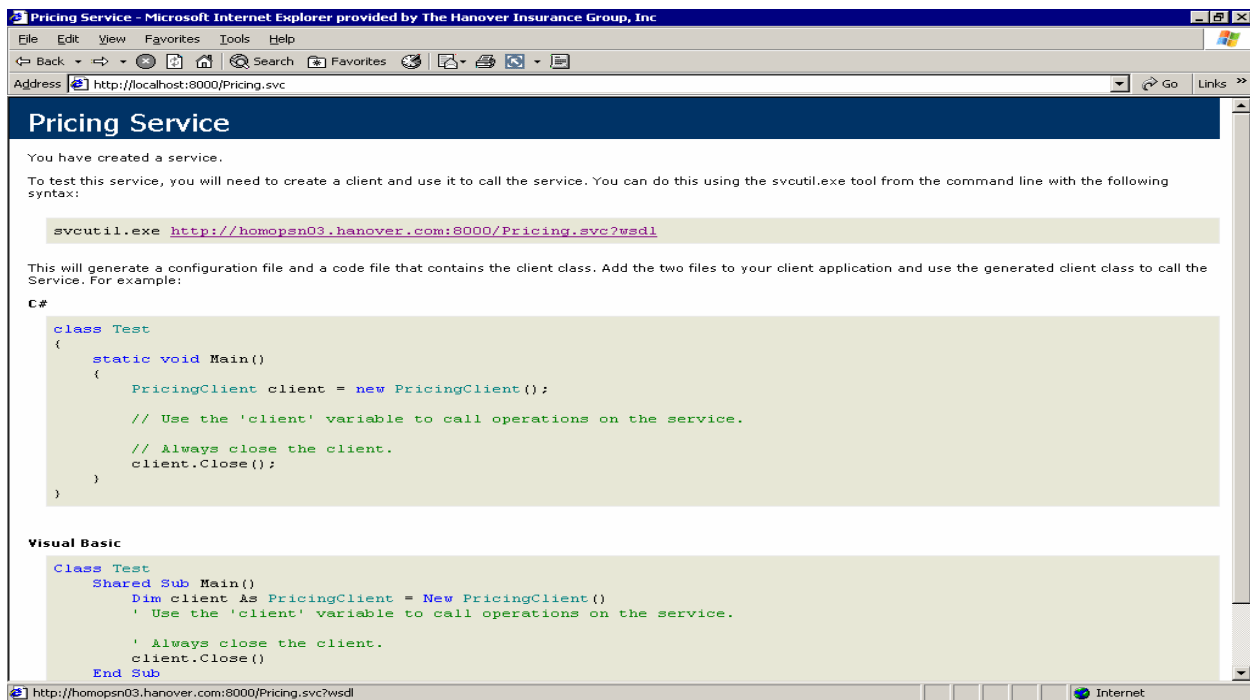 Pricing Service - Microsoft Internet Explorer provided by The Hanover Insurance Group, Inc
File Edit View Favorites Tools Help
Back Search Favorites
Address http://localhost:8000/Pricing.svc Go Links »
Pricing Service
You have created a service.
To test this service, you will need to create a client and use it to call the service. You can do this using the svcutil.exe tool from the command line with the following
syntax:
svcutil.exe http://homopsn03.hanover.com:8000/Pricing.svc?wsdl
This will generate a configuration file and a code file that contains the client class. Add the two files to your client application and use the generated client class to call the
Service. For example:
C#
class Test
{
static void Main()
{
PricingClient client = new PricingClient();
// Use the 'client' variable to call operations on the service.
// Always close the client.
client.Close();
}
}
Visual Basic
Class Test
Shared Sub Main()
Dim client As PricingClient = New PricingClient()
' Use the 'client' variable to call operations on the service.
' Always close the client.
client.Close()
End Sub
http://homopsn03.hanover.com:8000/Pricing.svc?wsdl Internet